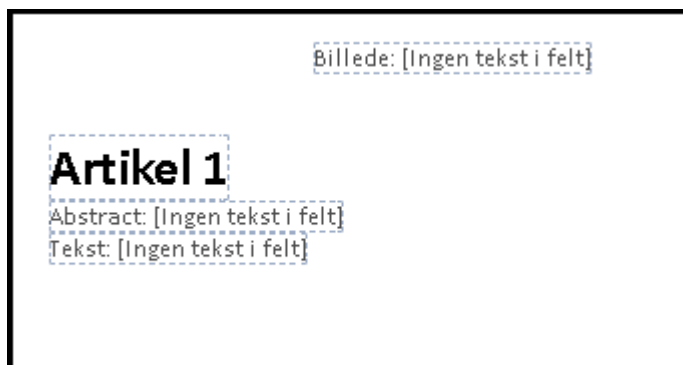 Billede: [Ingen tekst i felt]
Artikel 1
Abstract: [Ingen tekst i felt]
Tekst: [Ingen tekst i felt]